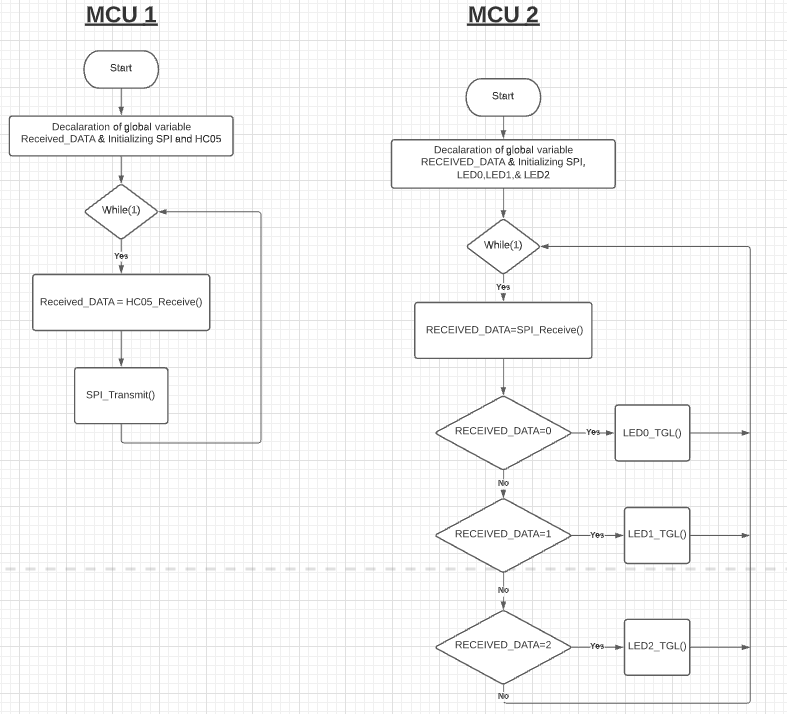 MCU 1
Start
Decalaration of global variable
Received_DATA & Initializing SPI and HC05
While(1)
Yes
Received_DATA = HC05_Receive()
SPI_Transmit()
MCU 2
Start
Decalaration of global variable
RECEIVED_DATA & Initializing SPI,
LED0,LED1,& LED2
While(1)
Yes
RECEIVED_DATA=SPI_Receive()
RECEIVED_DATA=0
Yes
LED0_TGL()
No
RECEIVED_DATA=1
Yes
LED1_TGL()
No
RECEIVED_DATA=2
Yes
LED2_TGL()
No